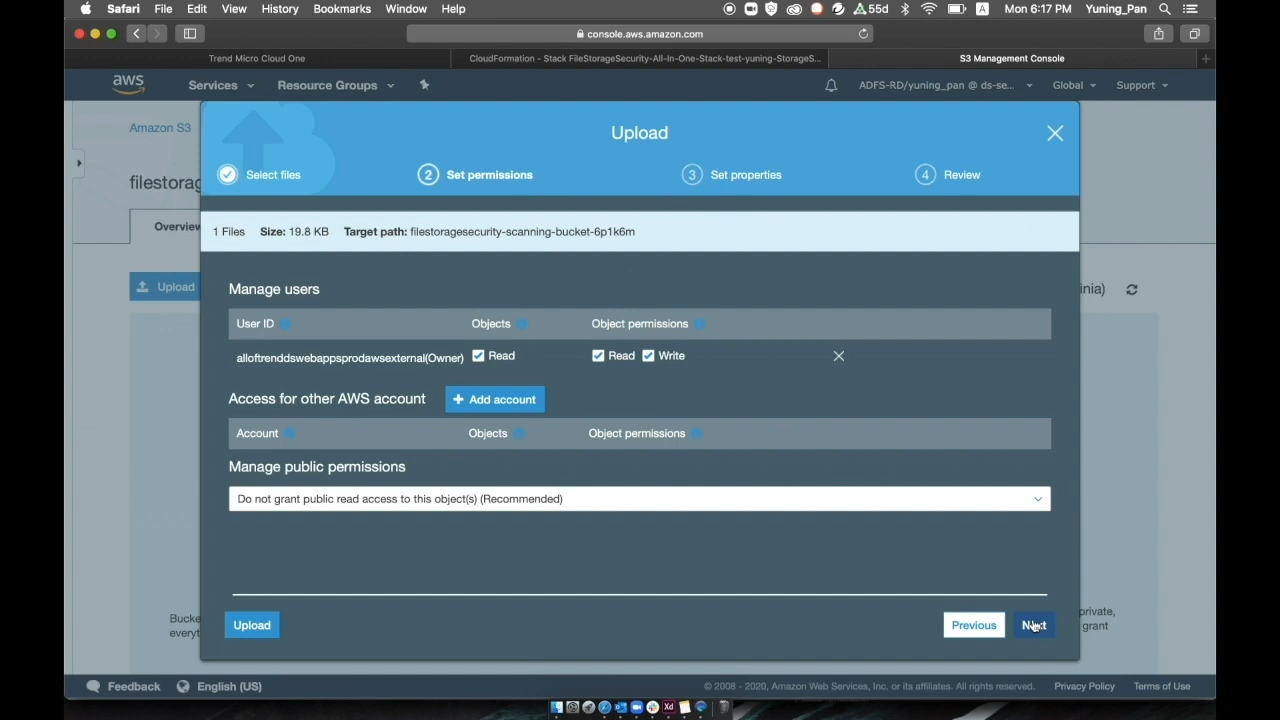 Safari File Edit View History Bookmarks Window Help 55d A Mon 6:17 PM Yuning_Pan
console.aws.amazon.com
Trend Micro Cloud One CloudFormation - Stack FileStorageSecurity-All-In-One-Stack-test-yuning-StorageS... S3 Management Console
aws Services Resource Groups ADFS-RD/yuning_pan @ ds-se... Global Support
Amazon S3
Upload
Select files 2 Set permissions 3 Set properties 4 Review
filestorag
1 Files Size: 19.8 KB Target path: filestoragesecurity-scanning-bucket-6p1k6m
Overview
Upload
inia)
Manage users
User ID Objects Object permissions
alloftrenddswebappsprodawsexternal(Owner) Read Read Write
Access for other AWS account + Add account
Account Objects Object permissions
Manage public permissions
Do not grant public read access to this object(s) (Recommended)
Bucke
everyt
private,
grant
Upload Previous Next
Feedback English (US) © 2008 - 2020, Amazon Web Services, Inc. or its affiliates. All rights reserved. Privacy Policy Terms of Use
Xd